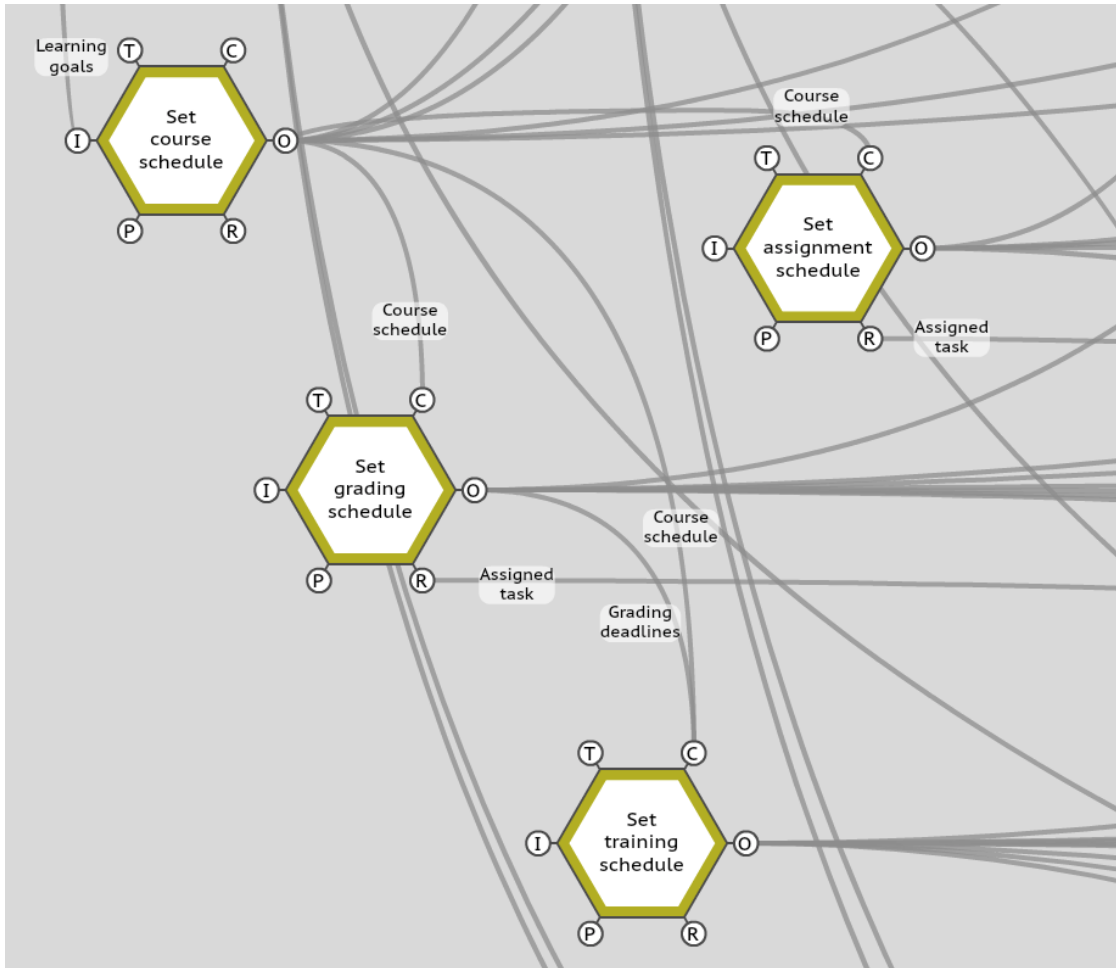 Learning
goals
T
C
Set
course
schedule
I
O
P
R
Course
schedule
T
C
Set
assignment
schedule
I
O
P
R
Assigned
task
Course
schedule
T
C
Set
grading
schedule
I
O
P
R
Assigned
task
Course
schedule
Grading
deadlines
T
C
Set
training
schedule
I
O
P
R